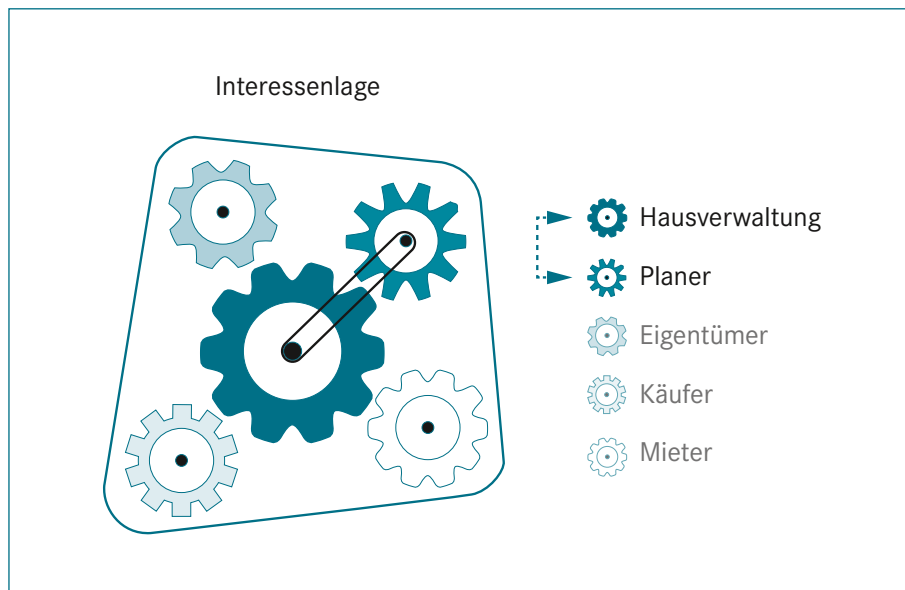 Interessenlage
Hausverwaltung
Planer
Eigentümer
Käufer
Mieter